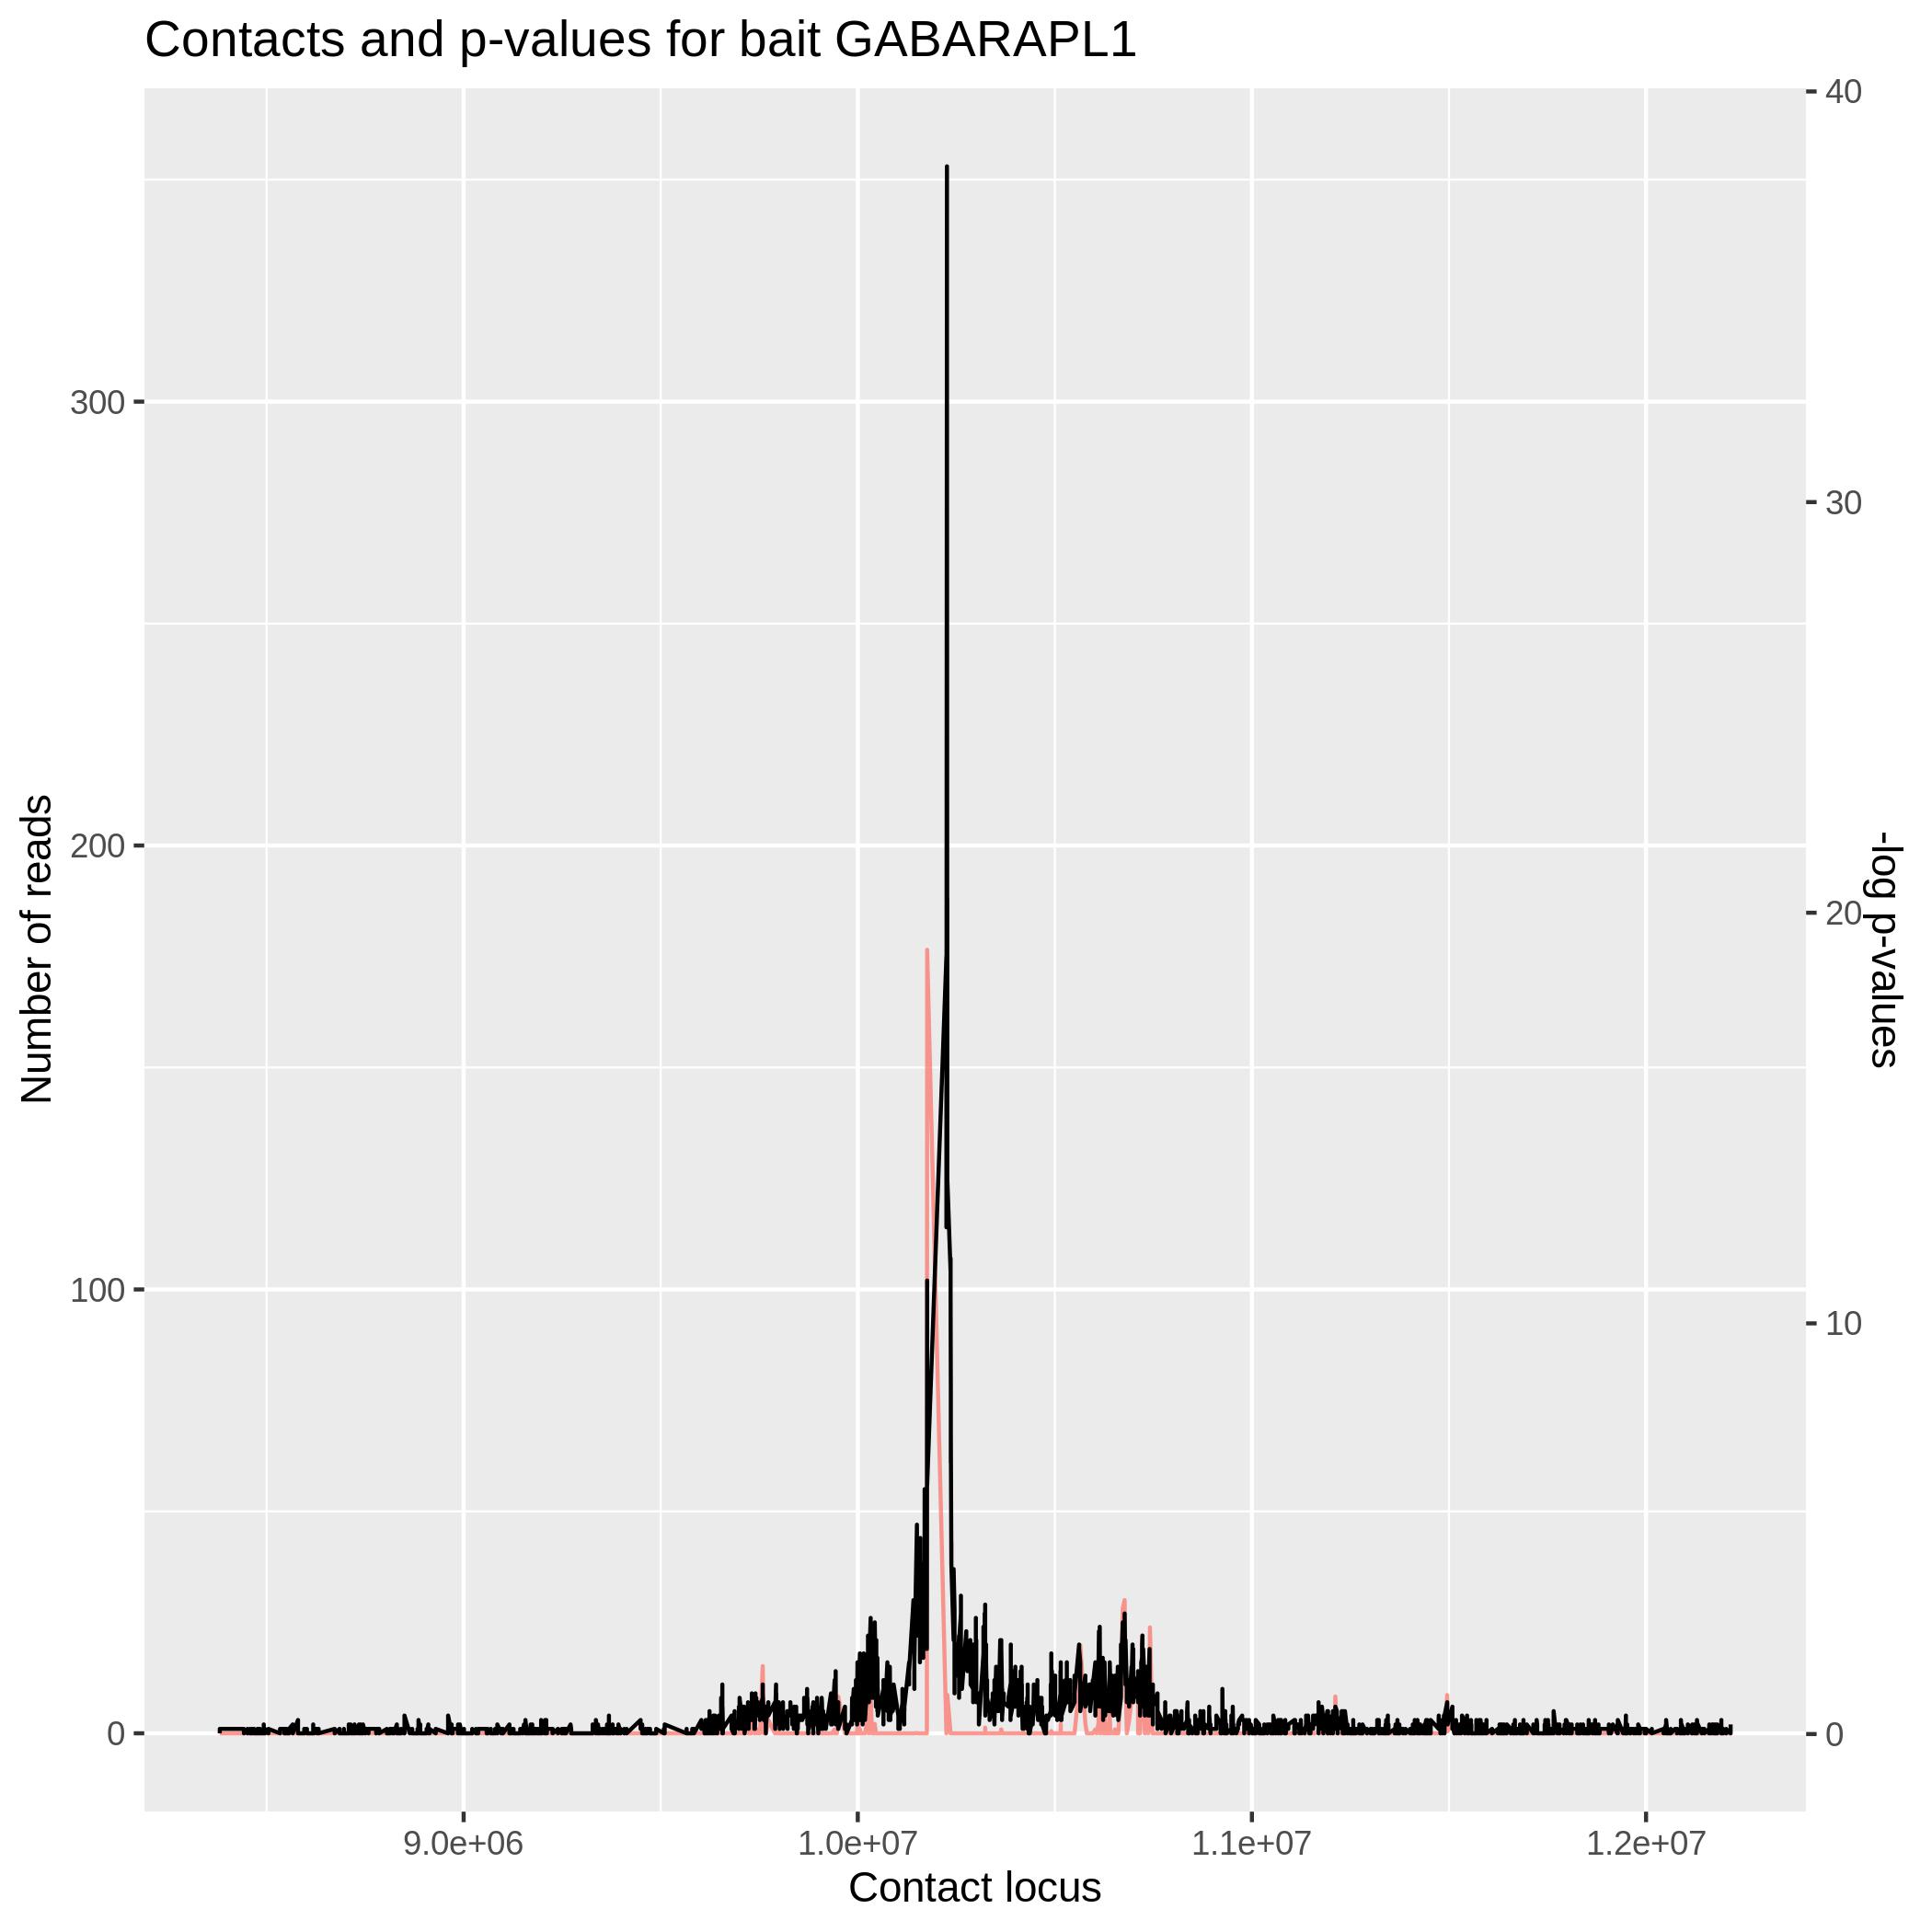 Contacts and p-values for bait GABARAPL1
Number of reads
300
200
100
0
40
30
20
10
0
-log p-values
9.0e+06
1.0e+07
1.1e+07
1.2e+07
Contact locus